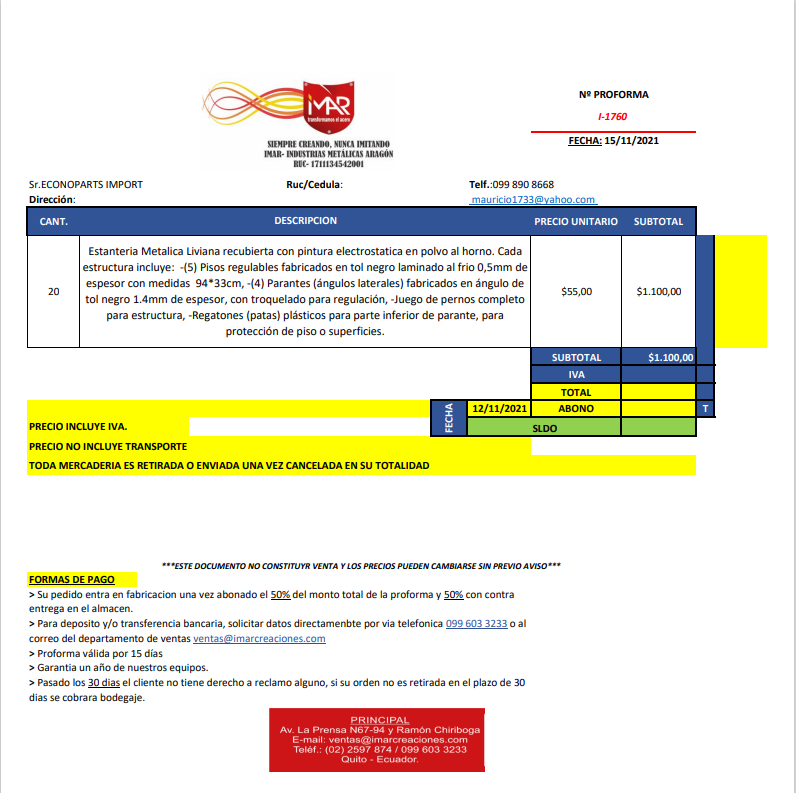 iMAR
transformamos el acero
SIEMPRE CREANDO, NUNCA IMITANDO
IMAR- INDUSTRIAS METÁLICAS ARAGÓN
RUC- 1711134542001
Nº PROFORMA
I-1760
FECHA: 15/11/2021
Sr.ECONOPARTS IMPORT Ruc/Cedula: Telf.:099 890 8668
Dirección: mauricio1733@yahoo.com
CANT. DESCRIPCION PRECIO UNITARIO SUBTOTAL
Estanteria Metalica Liviana recubierta con pintura electrostatica en polvo al horno. Cada
estructura incluye: -(5) Pisos regulables fabricados en tol negro laminado al frio 0,5mm de
espesor con medidas 94*33cm, -(4) Parantes (ángulos laterales) fabricados en ángulo de
20 tol negro 1.4mm de espesor, con troquelado para regulación, -Juego de pernos completo $55,00 $1.100,00
para estructura, -Regatones (patas) plásticos para parte inferior de parante, para
protección de piso o superficies.
SUBTOTAL $1.100,00
IVA
TOTAL
FECHA 12/11/2021 ABONO T
PRECIO INCLUYE IVA. SLDO
PRECIO NO INCLUYE TRANSPORTE
TODA MERCADERIA ES RETIRADA O ENVIADA UNA VEZ CANCELADA EN SU TOTALIDAD
***ESTE DOCUMENTO NO CONSTITUYR VENTA Y LOS PRECIOS PUEDEN CAMBIARSE SIN PREVIO AVISO***
FORMAS DE PAGO
> Su pedido entra en fabricacion una vez abonado el 50% del monto total de la proforma y 50% con contra
entrega en el almacen.
> Para deposito y/o transferencia bancaria, solicitar datos directamenbte por via telefonica 099 603 3233 o al
correo del departamento de ventas ventas@imarcreaciones.com
> Proforma válida por 15 días
> Garantia un año de nuestros equipos.
> Pasado los 30 dias el cliente no tiene derecho a reclamo alguno, si su orden no es retirada en el plazo de 30
dias se cobrara bodegaje.
PRINCIPAL
Av. La Prensa N67-94 y Ramón Chiriboga
E-mail: ventas@imarcreaciones.com
Teléf.: (02) 2597 874 / 099 603 3233
Quito - Ecuador.